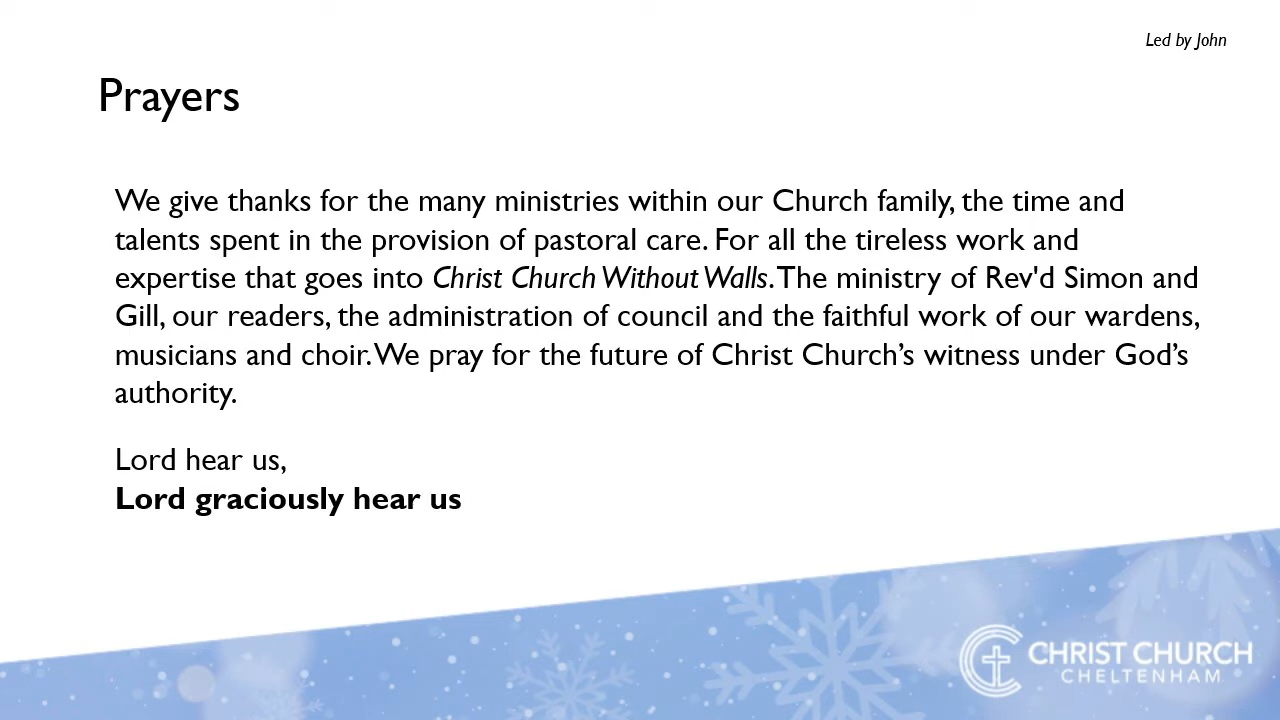 Led by John
Prayers
We give thanks for the many ministries within our Church family, the time and
talents spent in the provision of pastoral care. For all the tireless work and
expertise that goes into Christ Church Without Walls. The ministry of Rev'd Simon and
Gill, our readers, the administration of council and the faithful work of our wardens,
musicians and choir. We pray for the future of Christ Church’s witness under God’s
authority.
Lord hear us,
Lord graciously hear us
CHRIST CHURCH
CHELTENHAM